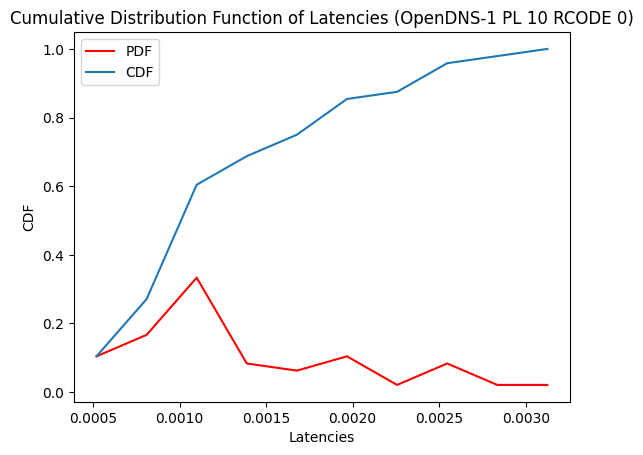 Cumulative Distribution Function of Latencies (OpenDNS-1 PL 10 RCODE 0)
PDF
CDF
1.0
0.8
0.6
0.4
0.2
0.0
CDF
0.0005 0.0010 0.0015 0.0020 0.0025 0.0030
Latencies